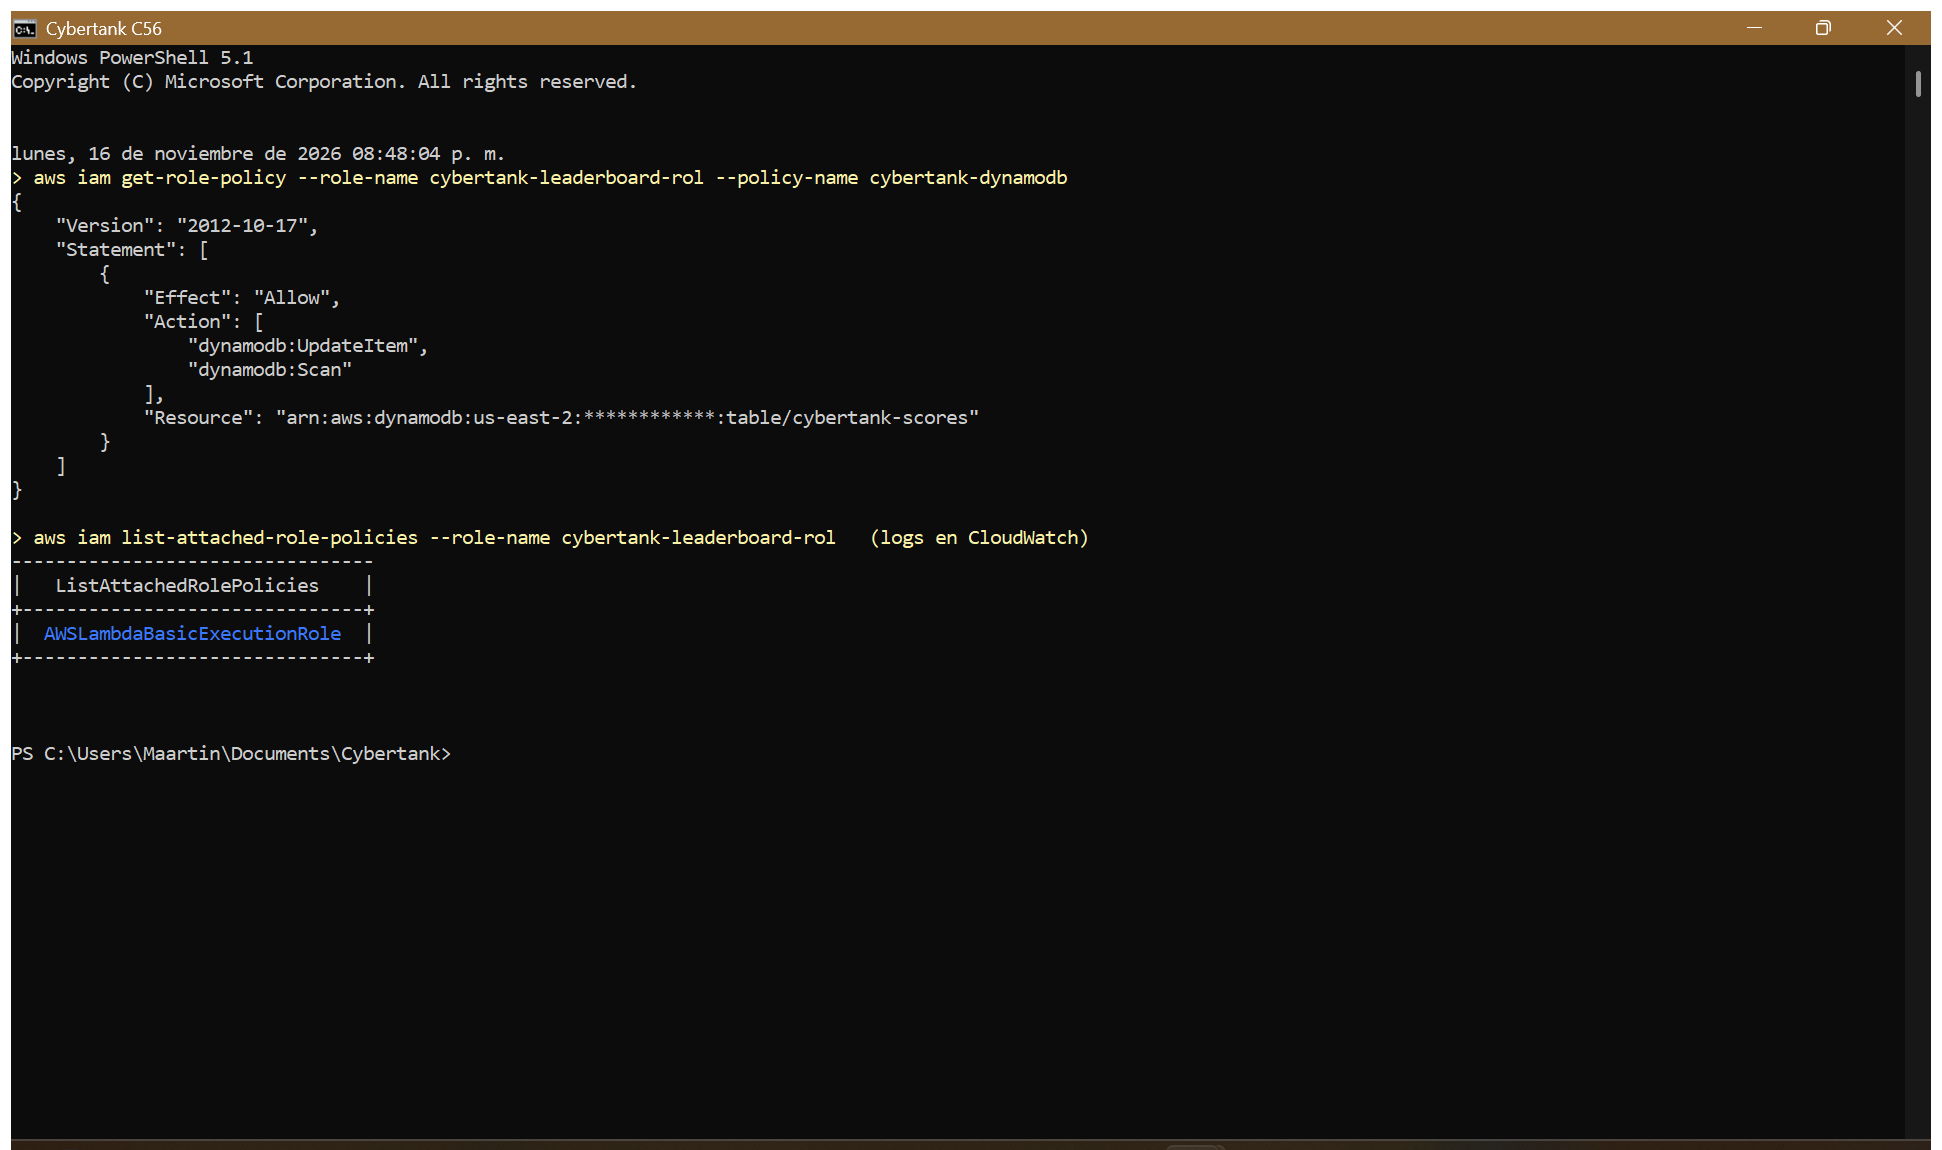 Cybertank C56
Windows PowerShell 5.1
Copyright (C) Microsoft Corporation. All rights reserved.
lunes, 16 de noviembre de 2026 08:48:04 p. m.
> aws iam get-role-policy --role-name cybertank-leaderboard-rol --policy-name cybertank-dynamodb
{
    "Version": "2012-10-17",
    "Statement": [
        {
            "Effect": "Allow",
            "Action": [
                "dynamodb:UpdateItem",
                "dynamodb:Scan"
            ],
            "Resource": "arn:aws:dynamodb:us-east-2:************:table/cybertank-scores"
        }
    ]
}
> aws iam list-attached-role-policies --role-name cybertank-leaderboard-rol   (logs en CloudWatch)
---------------------------------
|   ListAttachedRolePolicies    |
+-------------------------------+
|  AWSLambdaBasicExecutionRole  |
+-------------------------------+
PS C:\Users\Maartin\Documents\Cybertank>